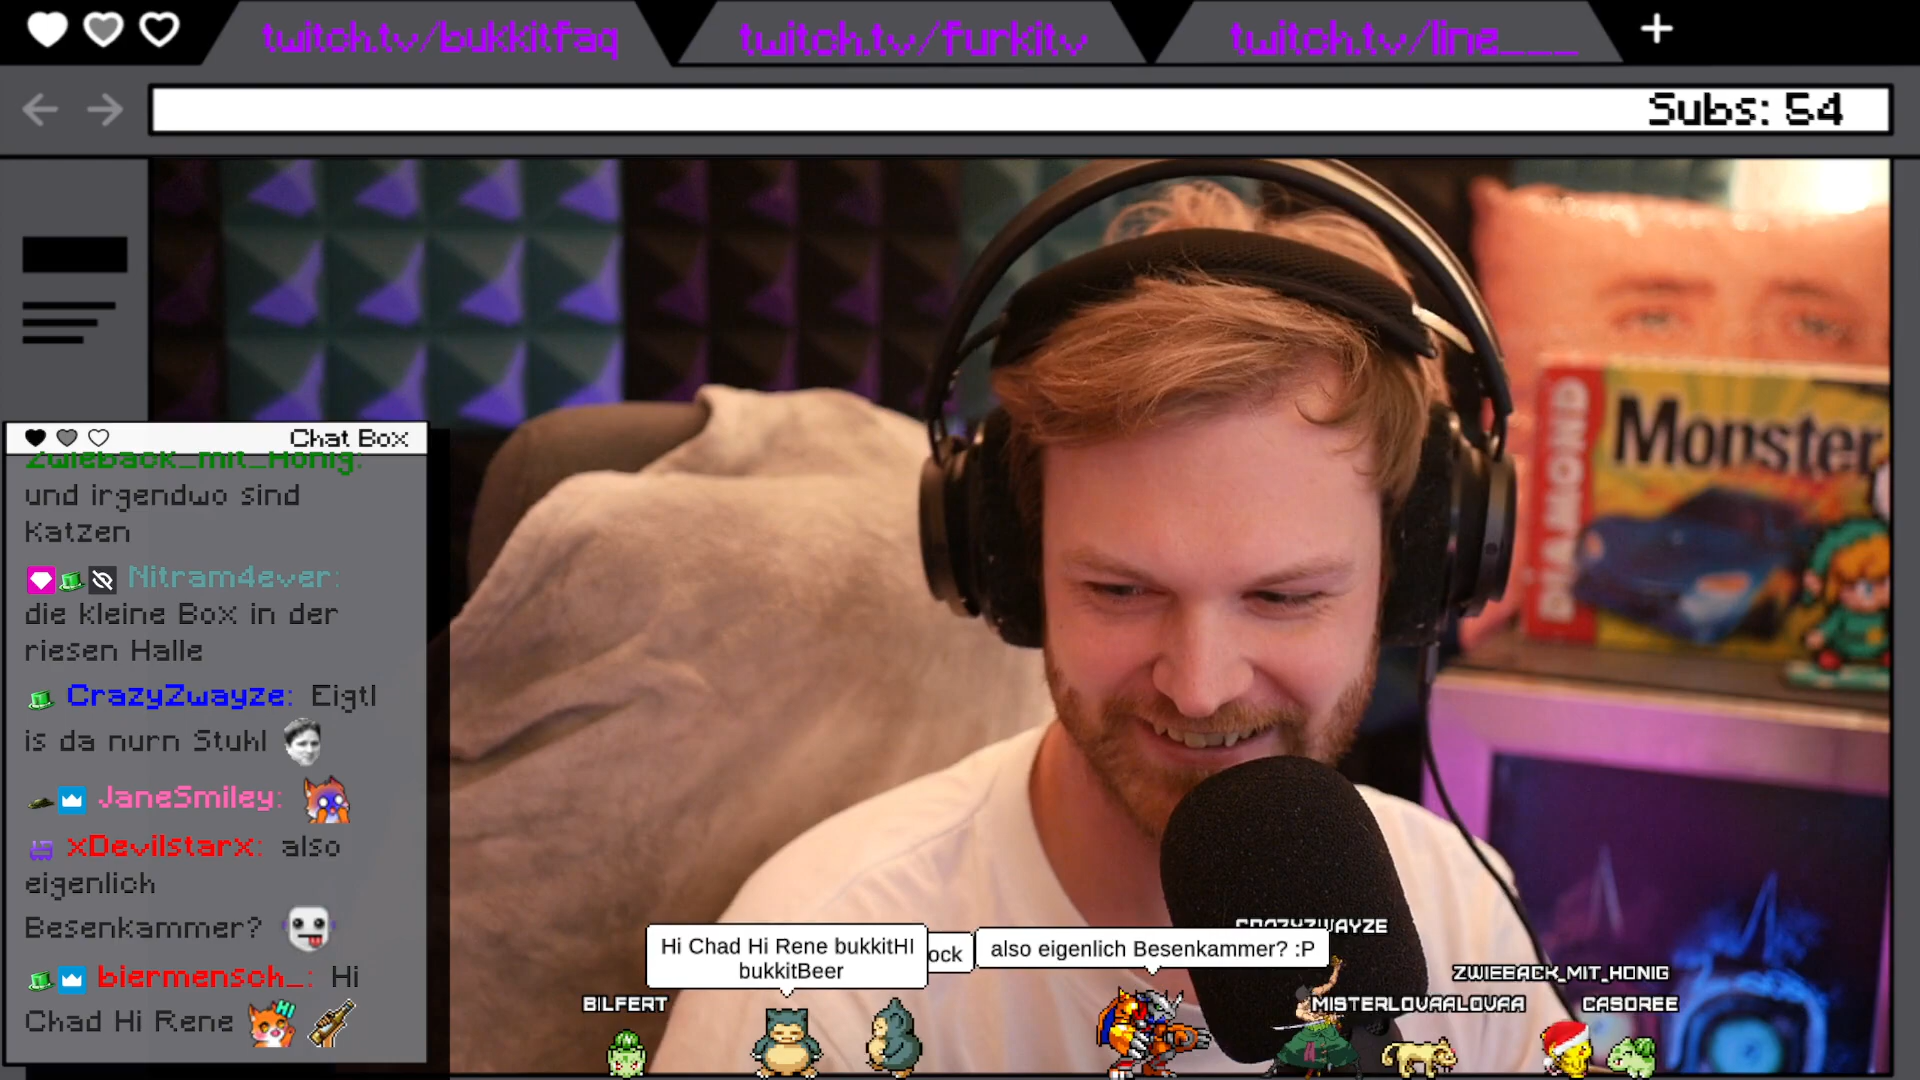 twitch.tv/bukkitfaq
twitch.tv/furkitv
twitch.tv/line___
Subs: 54
Monster
DIAMOND
Chat Box
Zwieback_mit_Honig:
und irgendwo sind
Katzen
Nitram4ever:
die kleine Box in der
riesen Halle
CrazyZwayze: Eigtl
is da nurn Stuhl
JaneSmiley:
xDevilstarx: also
eigenlich
Besenkammer?
biermensch_: Hi
Chad Hi Rene
HI
Hi Chad Hi Rene bukkitHI
bukkitBeer
ock
also eigenlich Besenkammer? :P
CRAZYZWAYZE
ZWIEBACK_MIT_HONIG
BILFERT
MISTERLOVAALOVAA
CASOREE